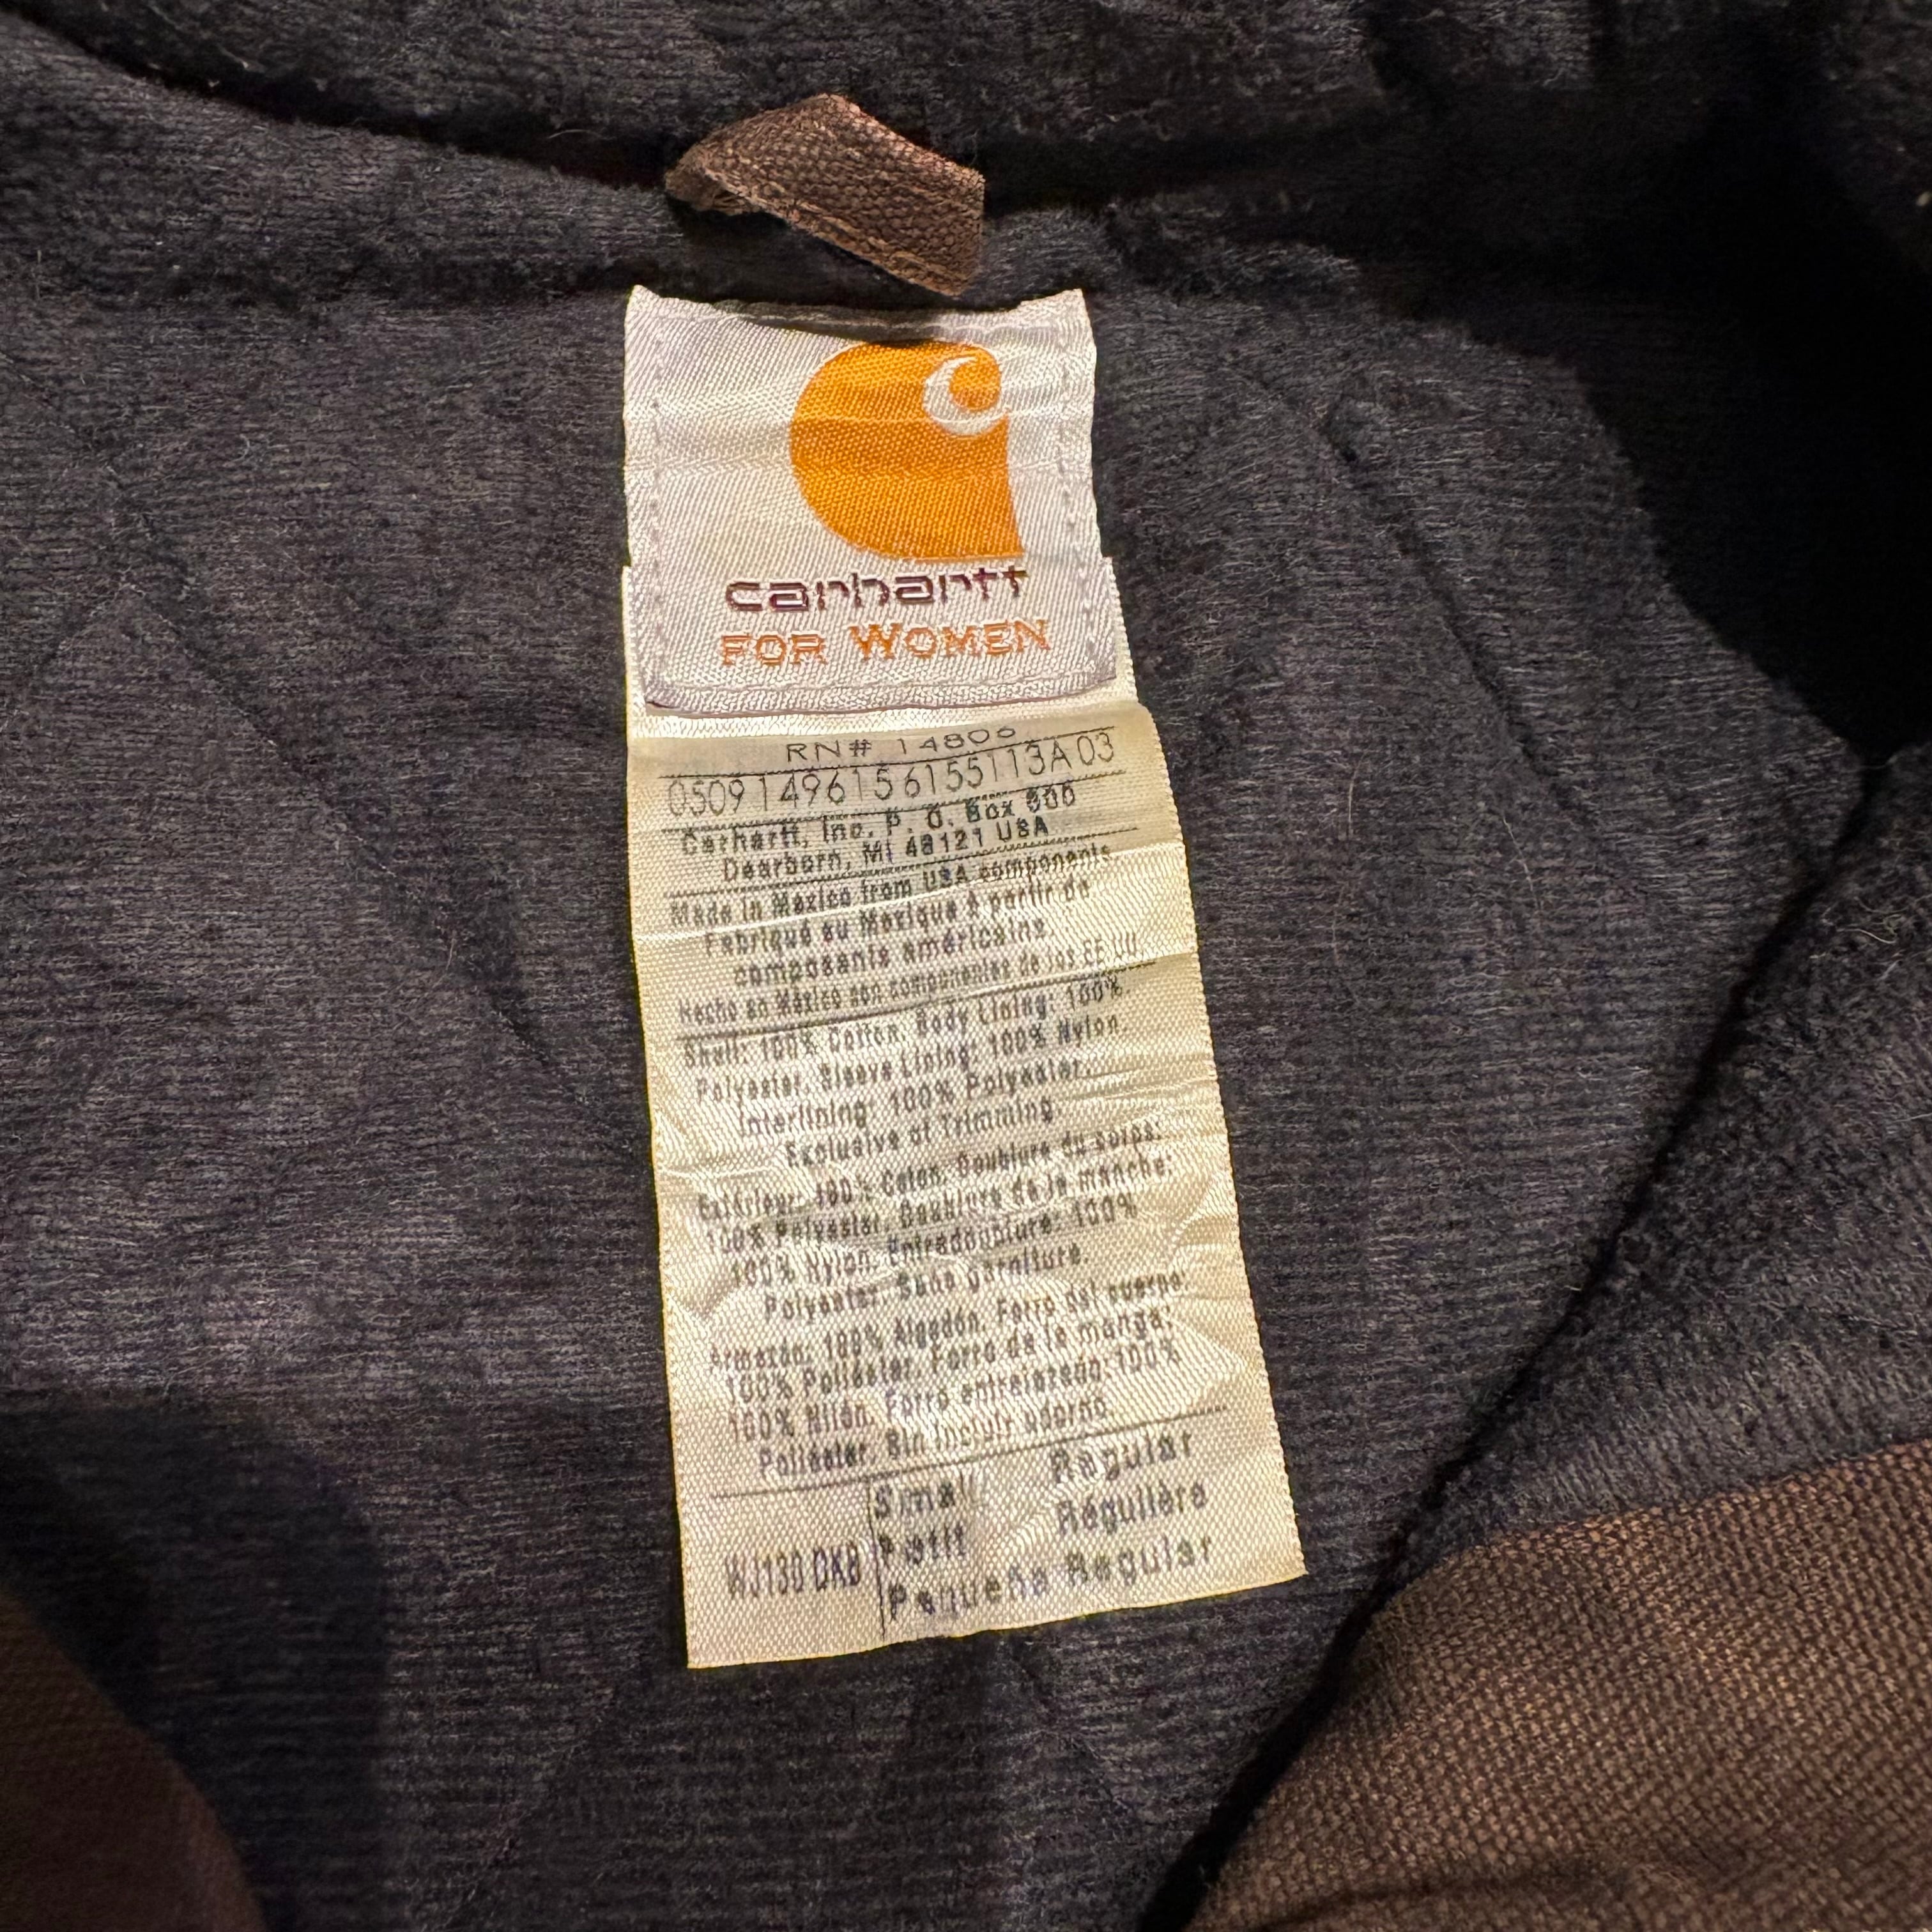 carhartt
FOR WOMEN
RN# 14806
0509 149615 6155113A 03
Carhartt, Inc. P. O. Box 600
Dearborn, MI 48121 USA
Made in Mexico from USA components
Fabriqué au Mexique à partir de
composants américains.
Hecho en México con componentes de los EE.UU.
Shell: 100% Cotton. Body Lining: 100%
Polyester. Sleeve Lining: 100% Nylon.
Interlining: 100% Polyester.
Exclusive of Trimming
Extérieur: 100% Coton. Doublure du corps:
100% Polyester. Doublure de la manche:
100% Nylon. Entredoublure: 100%
Polyester. Sans garniture.
Armazón: 100% Algodón. Forro del cuerpo:
100% Poliéster. Forro de la manga:
100% Nilón. Forro entrelazado: 100%
Poliéster. Sin incluir adorno
WJ130 DKB
Small Regular
Petit Régulière
Pequeña Regular